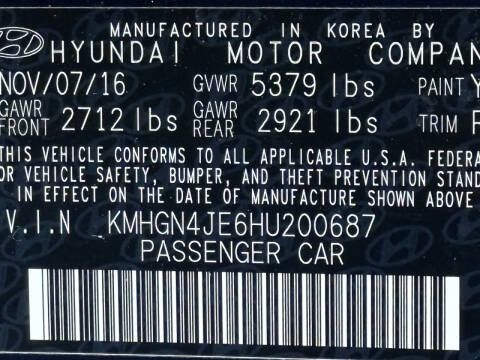 MANUFACTURED IN KOREA BY
HYUNDAI MOTOR COMPAN
NOV/07/16 GVWR 5379 lbs PAINT Y
GAWR FRONT 2712 lbs GAWR REAR 2921 lbs TRIM
THIS VEHICLE CONFORMS TO ALL APPLICABLE U.S.A. FEDERA
OR VEHICLE SAFETY, BUMPER, AND THEFT PREVENTION STAND
IN EFFECT ON THE DATE OF MANUFACTURE SHOWN ABOVE
V.I.N KMHGN4JE6HU200687
PASSENGER CAR